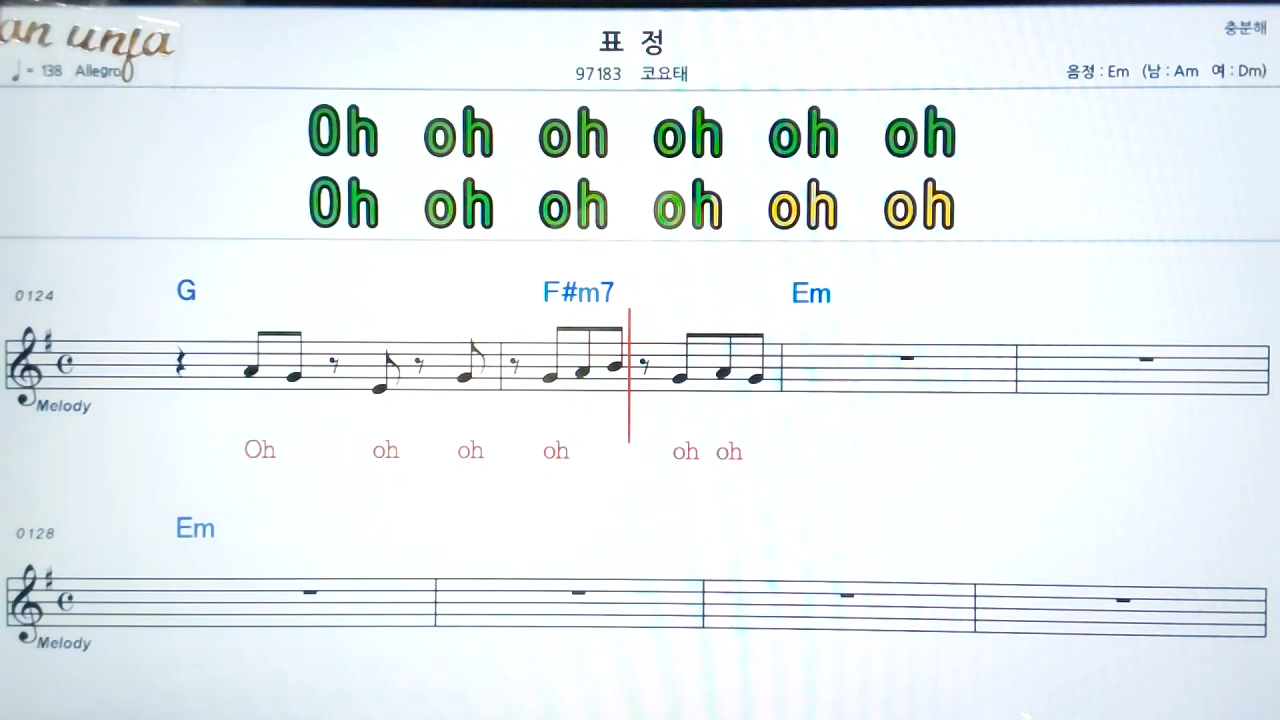 an unja
표 정
충분해
♩ = 138 Allegro
97183 코요태
음정 : Em (남 : Am 여 : Dm)
Oh oh oh oh oh oh
Oh oh oh oh oh oh
0124 G F#m7 Em
Melody
Oh oh oh oh oh oh
0128 Em
Melody